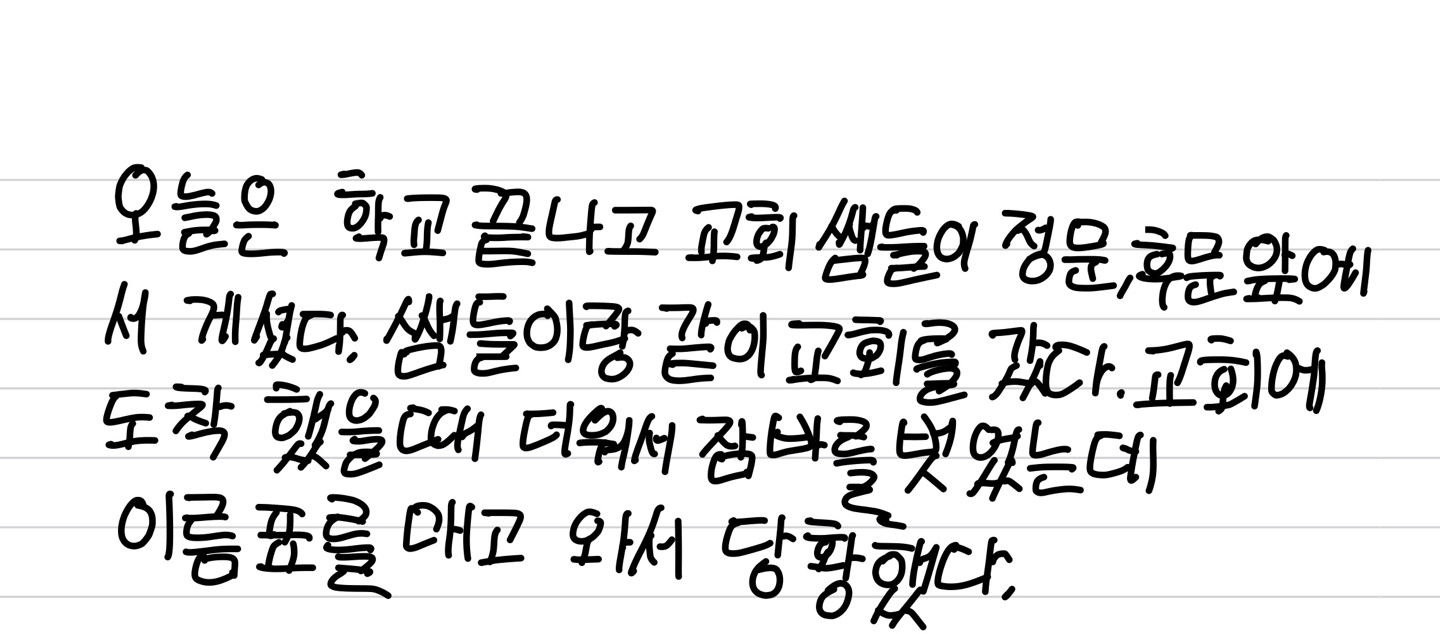 오늘은 학교 끝나고 교회 쌤들이 정문,후문 앞에
서 게셨다. 쌤들이랑 같이 교회를 갔다. 교회에
도착 했을때 더워서 잠바를 벗었는데
이름표를 매고 와서 당황했다.